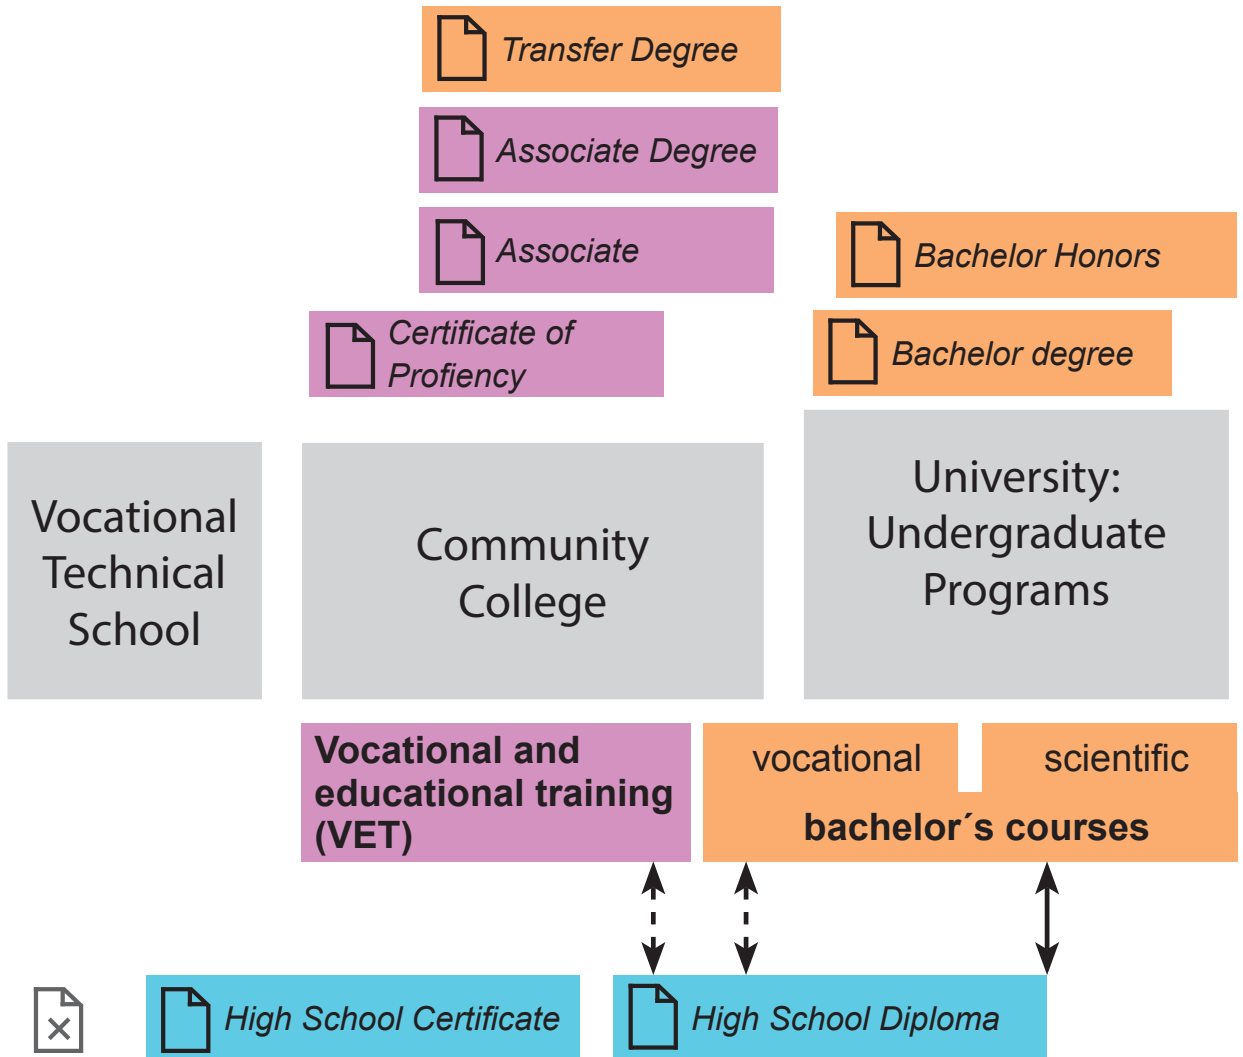 Transfer Degree
Associate Degree
Associate
Bachelor Honors
Certificate of
Profiency
Bachelor degree
Vocational
Technical
School
Community
College
University:
Undergraduate
Programs
Vocational and
educational training
(VET)
vocational
scientific
bachelor´s courses
High School Certificate
High School Diploma